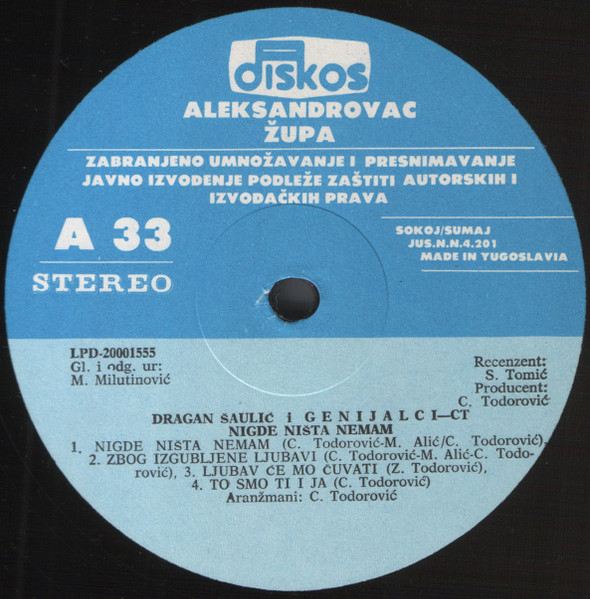 diskos
ALEKSANDROVAC
ŽUPA
ZABRANJENO UMNOŽAVANJE I PRESNIMAVANJE
JAVNO IZVOĐENJE PODLEŽE ZAŠTITI AUTORSKIH I
IZVOĐAČKIH PRAVA
A 33
STEREO
SOKOJ/SUMAJ
JUS.N.N.4.201
MADE IN YUGOSLAVIA
LPD-20001555
Gl. i odg. ur:
M. Milutinović
Recenzent:
S. Tomić
Producent:
C. Todorović
DRAGAN ŠAULIĆ i GENIJALCI—CT
NIGDE NIŠTA NEMAM
1. NIGDE NIŠTA NEMAM (C. Todorović-M. Alić/C. Todorović),
2. ZBOG IZGUBLJENE LJUBAVI (C. Todorović-M. Alić-C. Todo-
rović), 3. LJUBAV ĆE MO ČUVATI (Z. Todorović),
4. TO SMO TI I JA (C. Todorović)
Aranžmani: C. Todorović